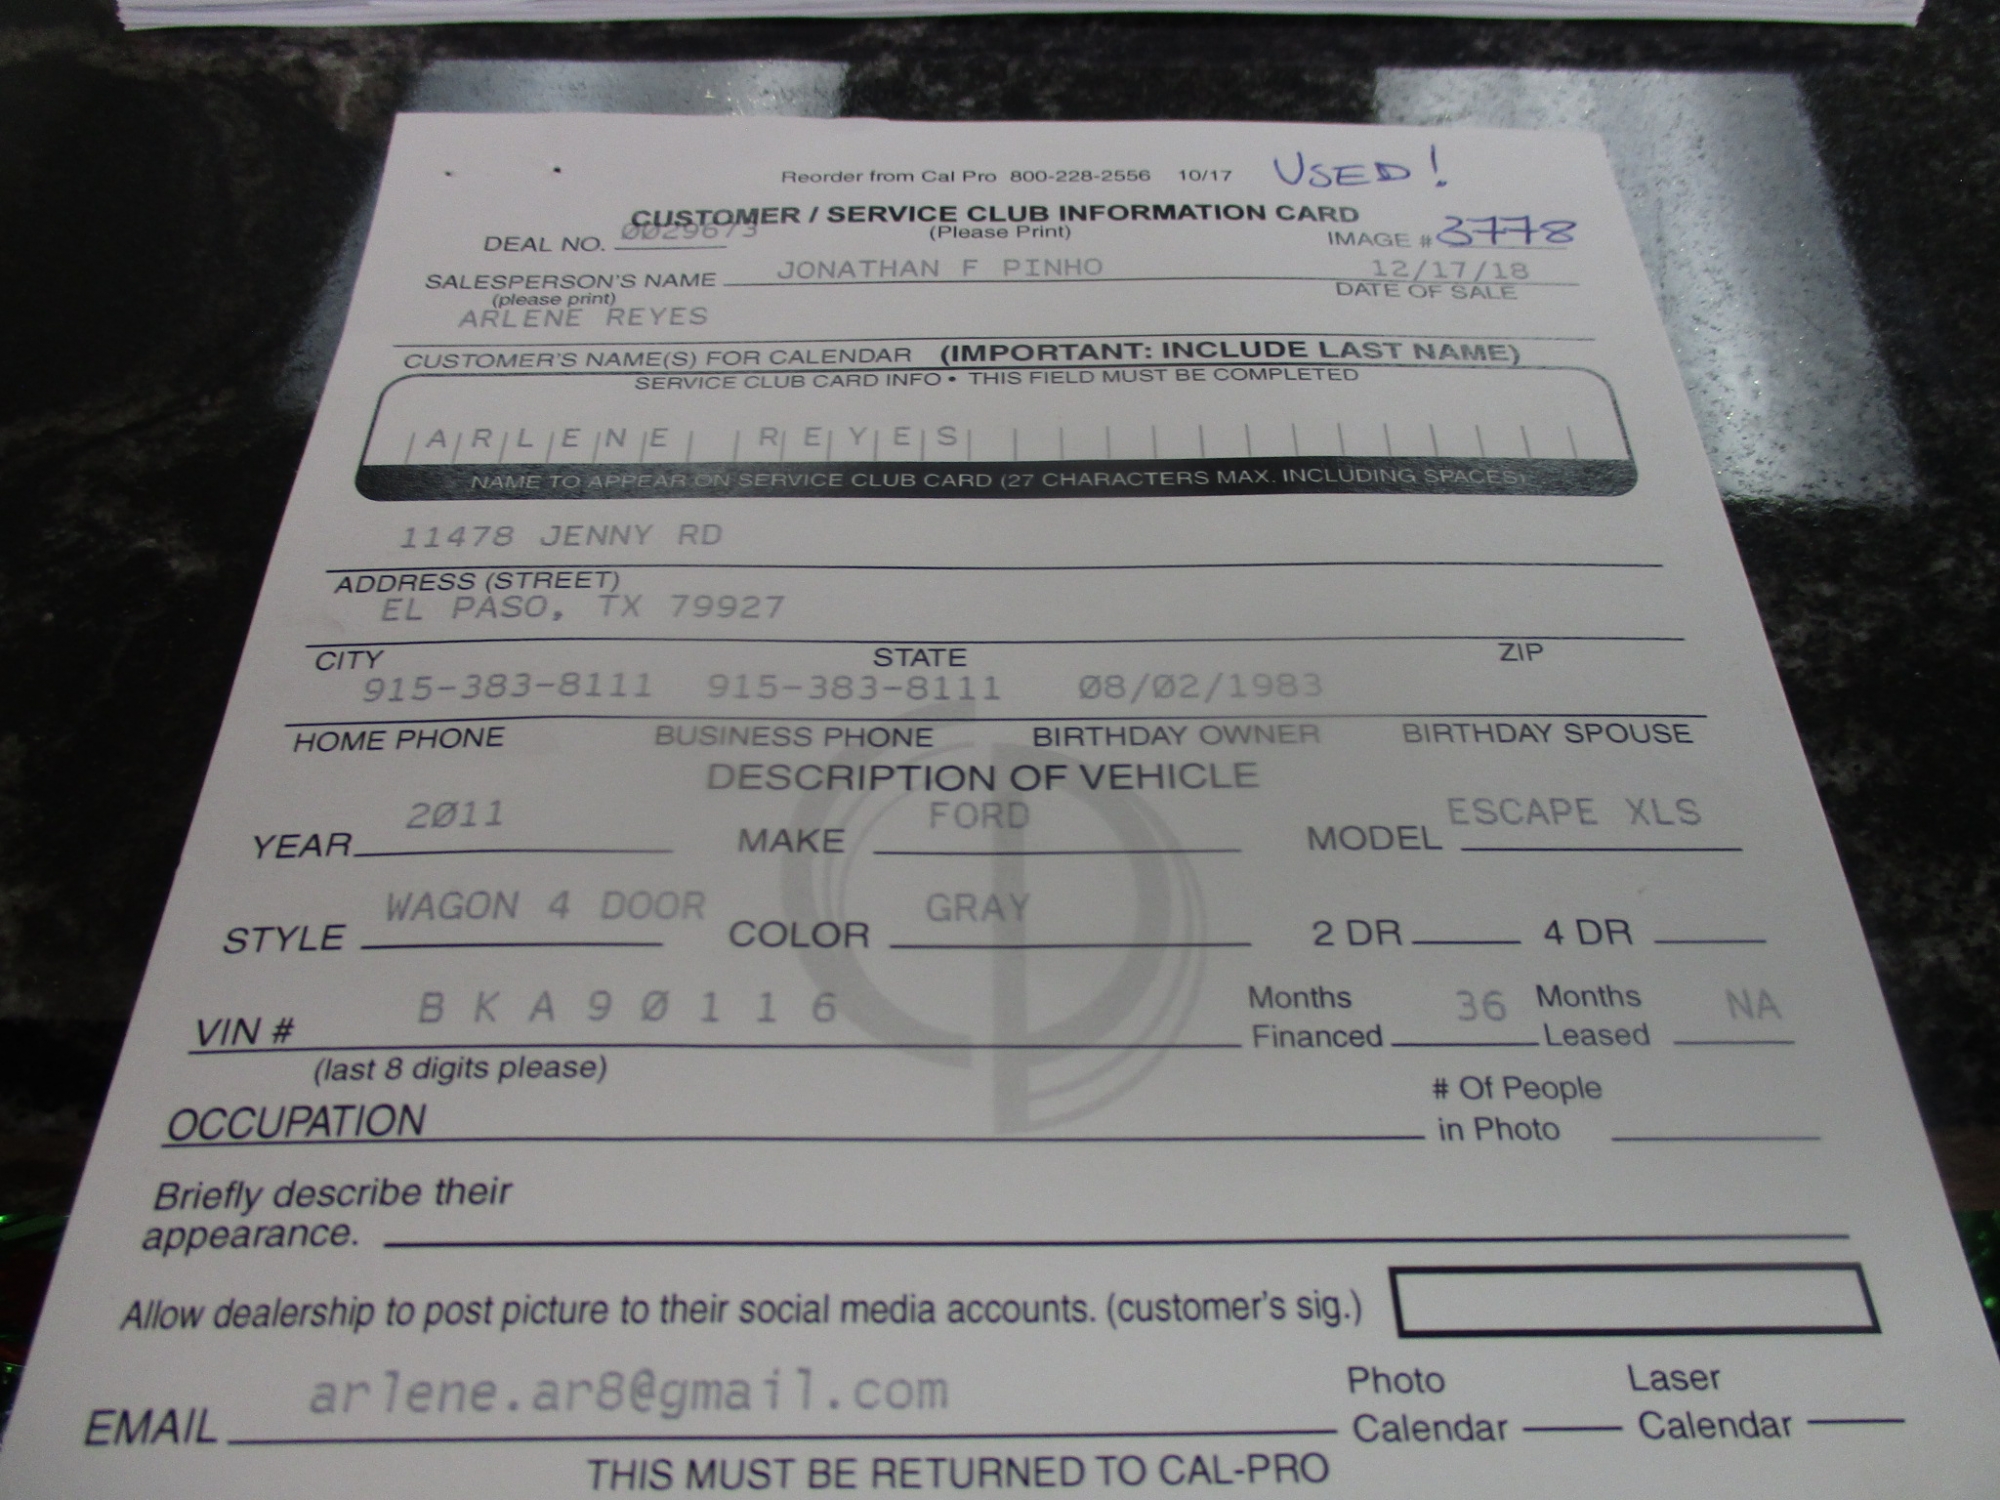 Reorder from Cal Pro 800-228-2556 10/17 USED!
CUSTOMER / SERVICE CLUB INFORMATION CARD
DEAL NO. 0029673 (Please Print) IMAGE # 3778
SALESPERSON'S NAME JONATHAN F PINHO 12/17/18
(please print) DATE OF SALE
ARLENE REYES
CUSTOMER'S NAME(S) FOR CALENDAR (IMPORTANT: INCLUDE LAST NAME)
SERVICE CLUB CARD INFO • THIS FIELD MUST BE COMPLETED
ARLENE REYES
NAME TO APPEAR ON SERVICE CLUB CARD (27 CHARACTERS MAX. INCLUDING SPACES)
11478 JENNY RD
ADDRESS (STREET)
EL PASO, TX 79927
CITY STATE ZIP
915-383-8111 915-383-8111 08/02/1983
HOME PHONE BUSINESS PHONE BIRTHDAY OWNER BIRTHDAY SPOUSE
DESCRIPTION OF VEHICLE
YEAR 2011 MAKE FORD MODEL ESCAPE XLS
STYLE WAGON 4 DOOR COLOR GRAY 2 DR 4 DR
VIN # B K A 9 0 1 1 6 Months Financed 36 Months Leased NA
(last 8 digits please)
OCCUPATION # Of People in Photo
Briefly describe their
appearance.
Allow dealership to post picture to their social media accounts. (customer's sig.)
EMAIL arlene.ar8@gmail.com Photo Calendar Laser Calendar
THIS MUST BE RETURNED TO CAL-PRO